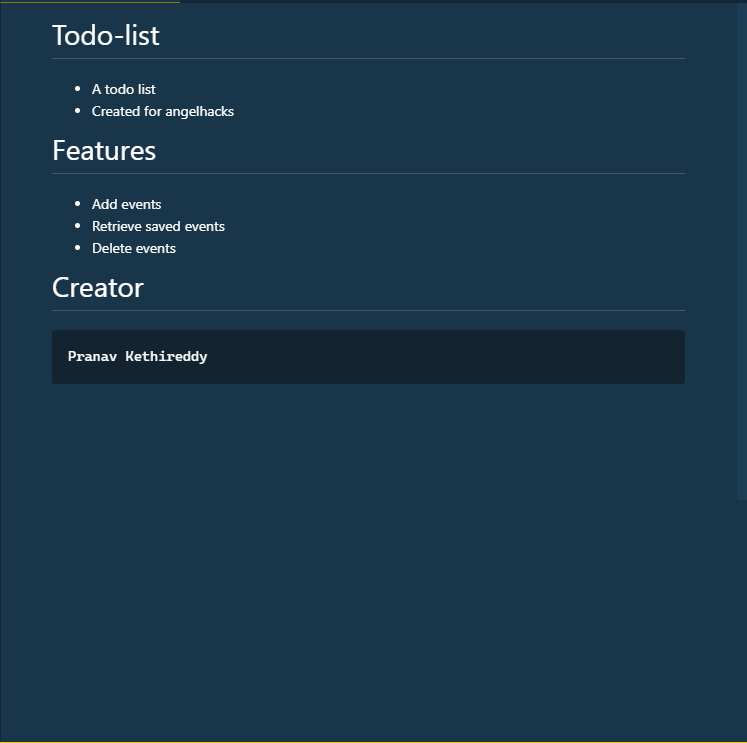 Todo-list
A todo list
Created for angelhacks
Features
Add events
Retrieve saved events
Delete events
Creator
Pranav Kethireddy